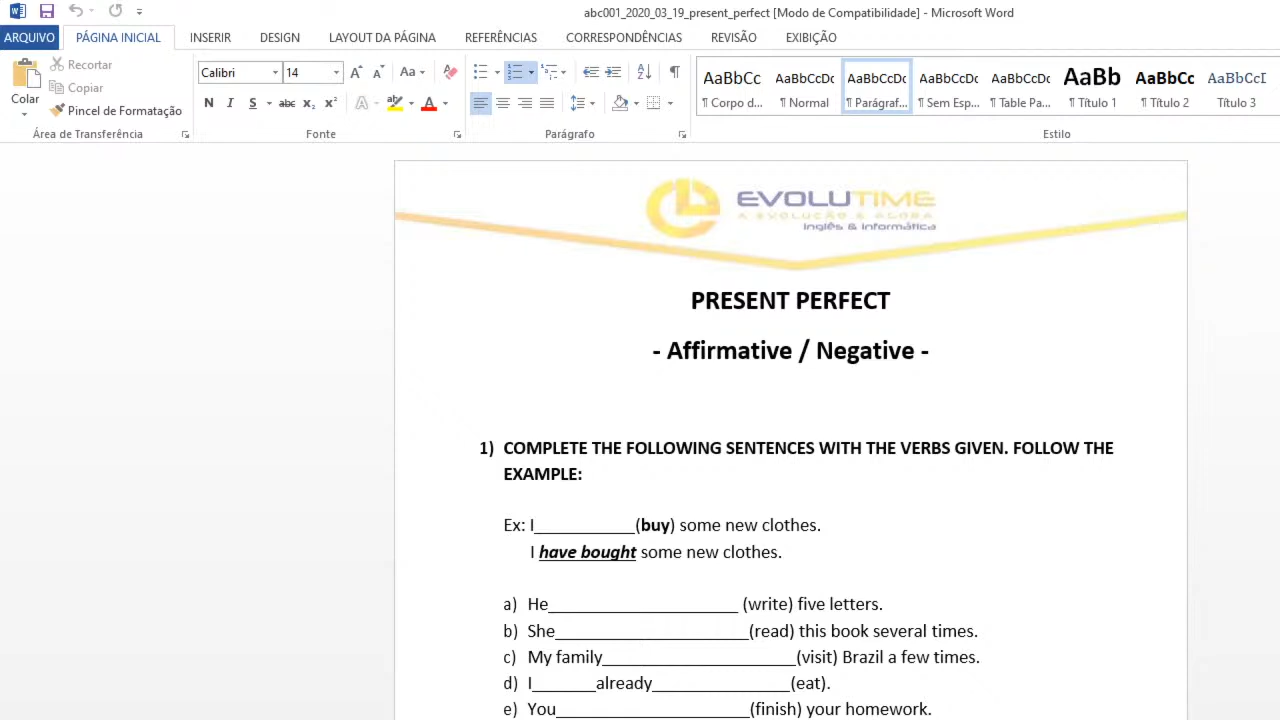 abc001_2020_03_19_present_perfect [Modo de Compatibilidade] - Microsoft Word
ARQUIVO PÁGINA INICIAL INSERIR DESIGN LAYOUT DA PÁGINA REFERÊNCIAS CORRESPONDÊNCIAS REVISÃO EXIBIÇÃO
Colar
Recortar
Copiar
Pincel de Formatação
Área de Transferência
Calibri 14
Aa
N I S abc x₂ x²
A A
Fonte
Parágrafo
AaBbCc AaBbCcDc AaBbCcDc AaBbCcDc AaBbCcDc AaBb AaBbCc AaBbCcI
¶ Corpo d... ¶ Normal ¶ Parágraf... ¶ Sem Esp... ¶ Table Pa... ¶ Título 1 ¶ Título 2 Título 3
Estilo
EVOLUTIME
A EVOLUÇÃO É AGORA
Inglês & Informática
PRESENT PERFECT
- Affirmative / Negative -
1) COMPLETE THE FOLLOWING SENTENCES WITH THE VERBS GIVEN. FOLLOW THE
EXAMPLE:
Ex: I___________(buy) some new clothes.
I have bought some new clothes.
a) He_____________________ (write) five letters.
b) She_____________________(read) this book several times.
c) My family_____________________(visit) Brazil a few times.
d) I_______already_______________(eat).
e) You_____________________(finish) your homework.